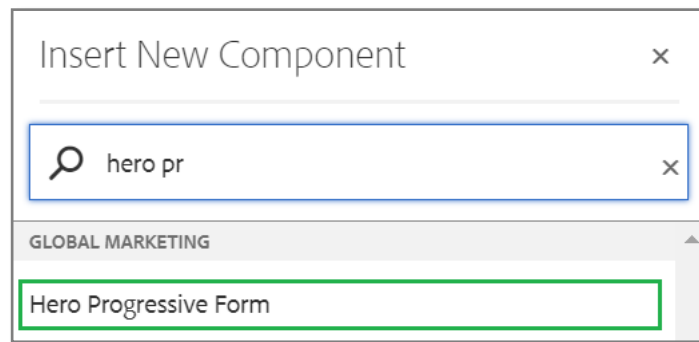 Insert New Component
hero pr
GLOBAL MARKETING
Hero Progressive Form